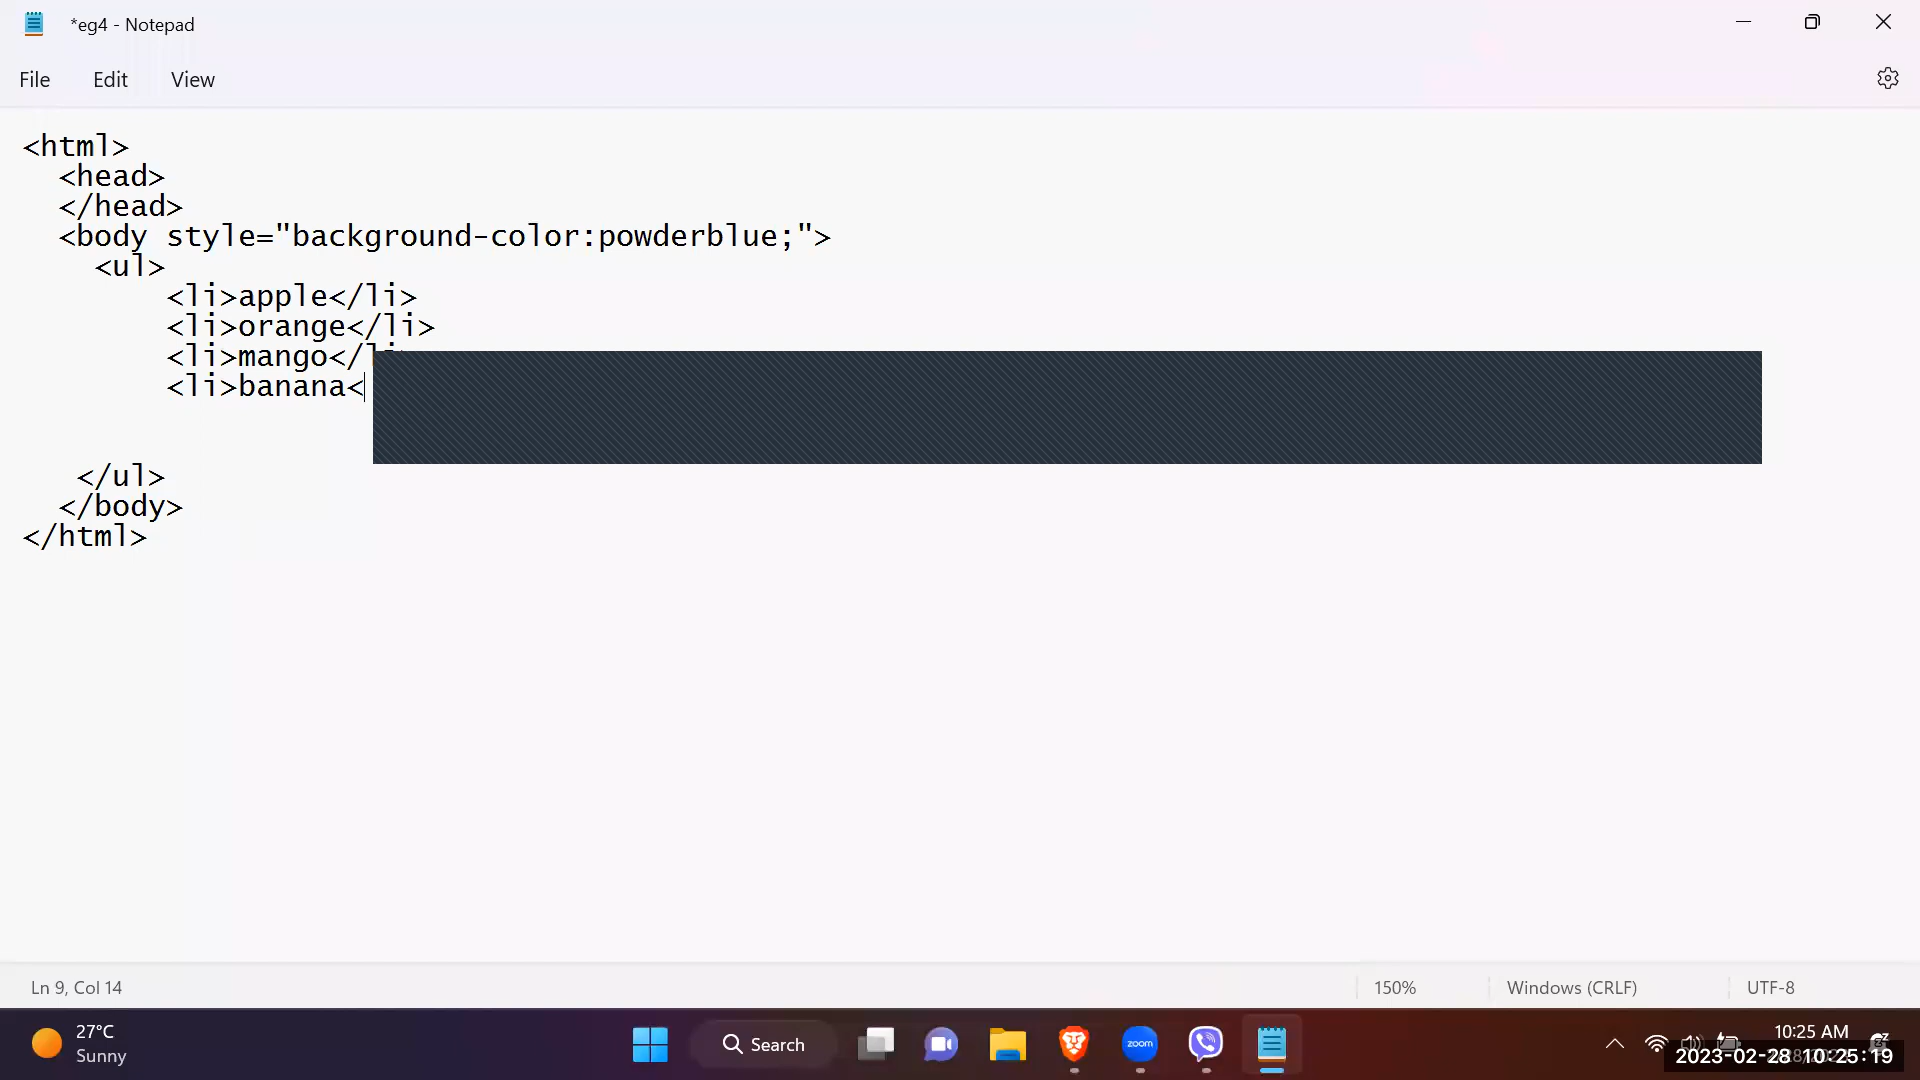 *eg4 - Notepad
File Edit View
<html>
<head>
</head>
<body style="background-color:powderblue;">
<ul>
<li>apple</li>
<li>orange</li>
<li>mango</li>
<li>banana<
</ul>
</body>
</html>
Ln 9, Col 14 150% Windows (CRLF) UTF-8
27°C
Sunny
Search
zoom
10:25 AM
2023-02-28 10:25:19